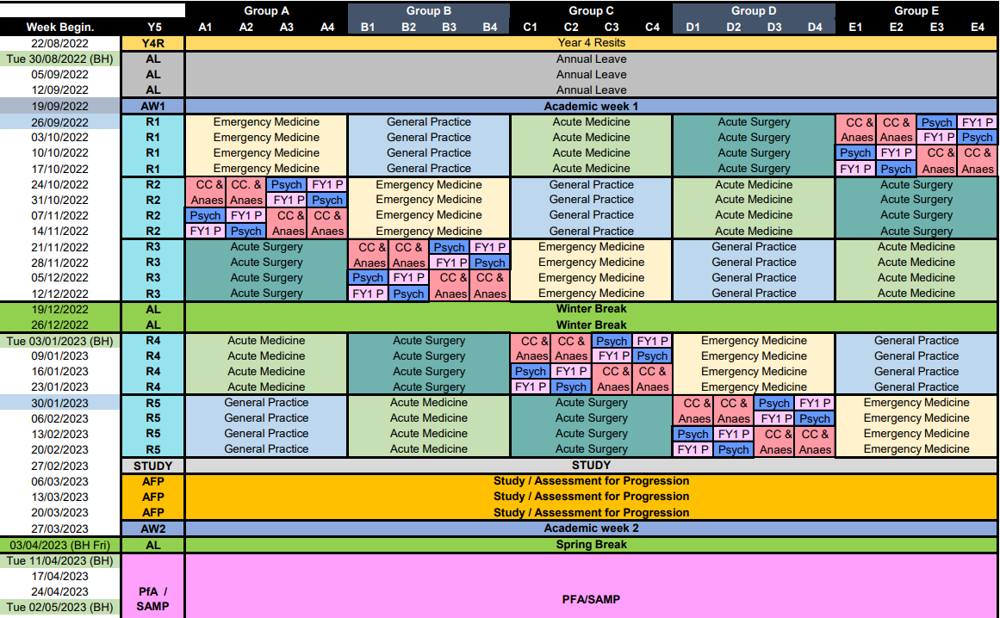 Group A Group B Group C Group D Group E
Week Begin. Y5 A1 A2 A3 A4 B1 B2 B3 B4 C1 C2 C3 C4 D1 D2 D3 D4 E1 E2 E3 E4
22/08/2022 Y4R Year 4 Resits
Tue 30/08/2022 (BH) AL Annual Leave
05/09/2022 AL Annual Leave
12/09/2022 AL Annual Leave
19/09/2022 AW1 Academic week 1
26/09/2022 R1 Emergency Medicine General Practice Acute Medicine Acute Surgery CC & CC & Psych FY1 P
03/10/2022 R1 Emergency Medicine General Practice Acute Medicine Acute Surgery Anaes Anaes FY1 P Psych
10/10/2022 R1 Emergency Medicine General Practice Acute Medicine Acute Surgery Psych FY1 P CC & CC &
17/10/2022 R1 Emergency Medicine General Practice Acute Medicine Acute Surgery FY1 P Psych Anaes Anaes
24/10/2022 R2 CC & CC. & Psych FY1 P Emergency Medicine General Practice Acute Medicine Acute Surgery
31/10/2022 R2 Anaes Anaes FY1 P Psych Emergency Medicine General Practice Acute Medicine Acute Surgery
07/11/2022 R2 Psych FY1 P CC & CC & Emergency Medicine General Practice Acute Medicine Acute Surgery
14/11/2022 R2 FY1 P Psych Anaes Anaes Emergency Medicine General Practice Acute Medicine Acute Surgery
21/11/2022 R3 Acute Surgery CC & CC & Psych FY1 P Emergency Medicine General Practice Acute Medicine
28/11/2022 R3 Acute Surgery Anaes Anaes FY1 P Psych Emergency Medicine General Practice Acute Medicine
05/12/2022 R3 Acute Surgery Psych FY1 P CC & CC & Emergency Medicine General Practice Acute Medicine
12/12/2022 R3 Acute Surgery FY1 P Psych Anaes Anaes Emergency Medicine General Practice Acute Medicine
19/12/2022 AL Winter Break
26/12/2022 AL Winter Break
Tue 03/01/2023 (BH) R4 Acute Medicine Acute Surgery CC & CC & Psych FY1 P Emergency Medicine General Practice
09/01/2023 R4 Acute Medicine Acute Surgery Anaes Anaes FY1 P Psych Emergency Medicine General Practice
16/01/2023 R4 Acute Medicine Acute Surgery Psych FY1 P CC & CC & Emergency Medicine General Practice
23/01/2023 R4 Acute Medicine Acute Surgery FY1 P Psych Anaes Anaes Emergency Medicine General Practice
30/01/2023 R5 General Practice Acute Medicine Acute Surgery CC & CC & Psych FY1 P Emergency Medicine
06/02/2023 R5 General Practice Acute Medicine Acute Surgery Anaes Anaes FY1 P Psych Emergency Medicine
13/02/2023 R5 General Practice Acute Medicine Acute Surgery Psych FY1 P CC & CC & Emergency Medicine
20/02/2023 R5 General Practice Acute Medicine Acute Surgery FY1 P Psych Anaes Anaes Emergency Medicine
27/02/2023 STUDY STUDY
06/03/2023 AFP Study / Assessment for Progression
13/03/2023 AFP Study / Assessment for Progression
20/03/2023 AFP Study / Assessment for Progression
27/03/2023 AW2 Academic week 2
03/04/2023 (BH Fri) AL Spring Break
Tue 11/04/2023 (BH)
17/04/2023
24/04/2023 PfA / PFA/SAMP
Tue 02/05/2023 (BH) SAMP